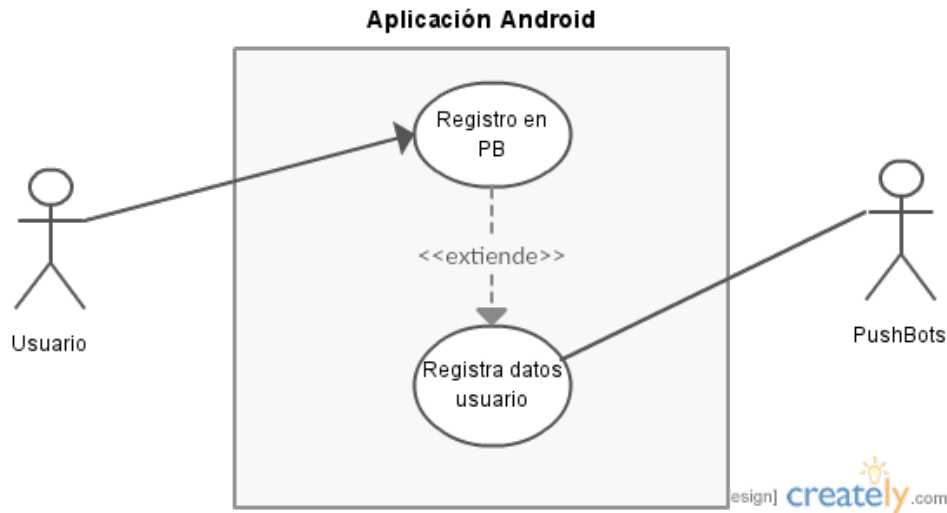 Aplicación Android
Registro en
PB
<<extiende>>
Usuario
PushBots
Registra datos
usuario
esign] creately.com